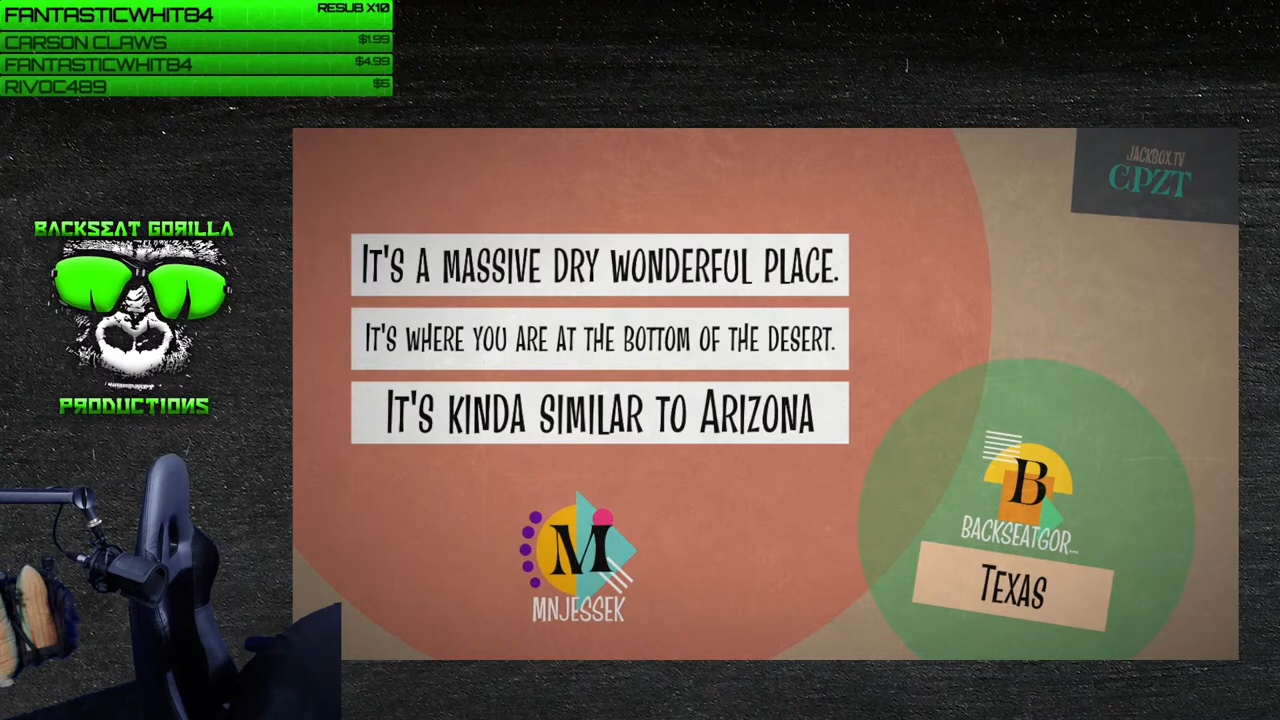 FANTASTICWHIT84 RESUB X10
CARSON CLAWS $1.99
FANTASTICWHIT84 $4.99
RIVOC489 $5
JACKBOX.TV
CPZT
BACKSEAT GORILLA
PRODUCTIONS
IT'S A MASSIVE DRY WONDERFUL PLACE.
IT'S WHERE YOU ARE AT THE BOTTOM OF THE DESERT.
IT'S KINDA SIMILAR TO ARIZONA
M
MNJESSEK
B
BACKSEATGOR...
TEXAS